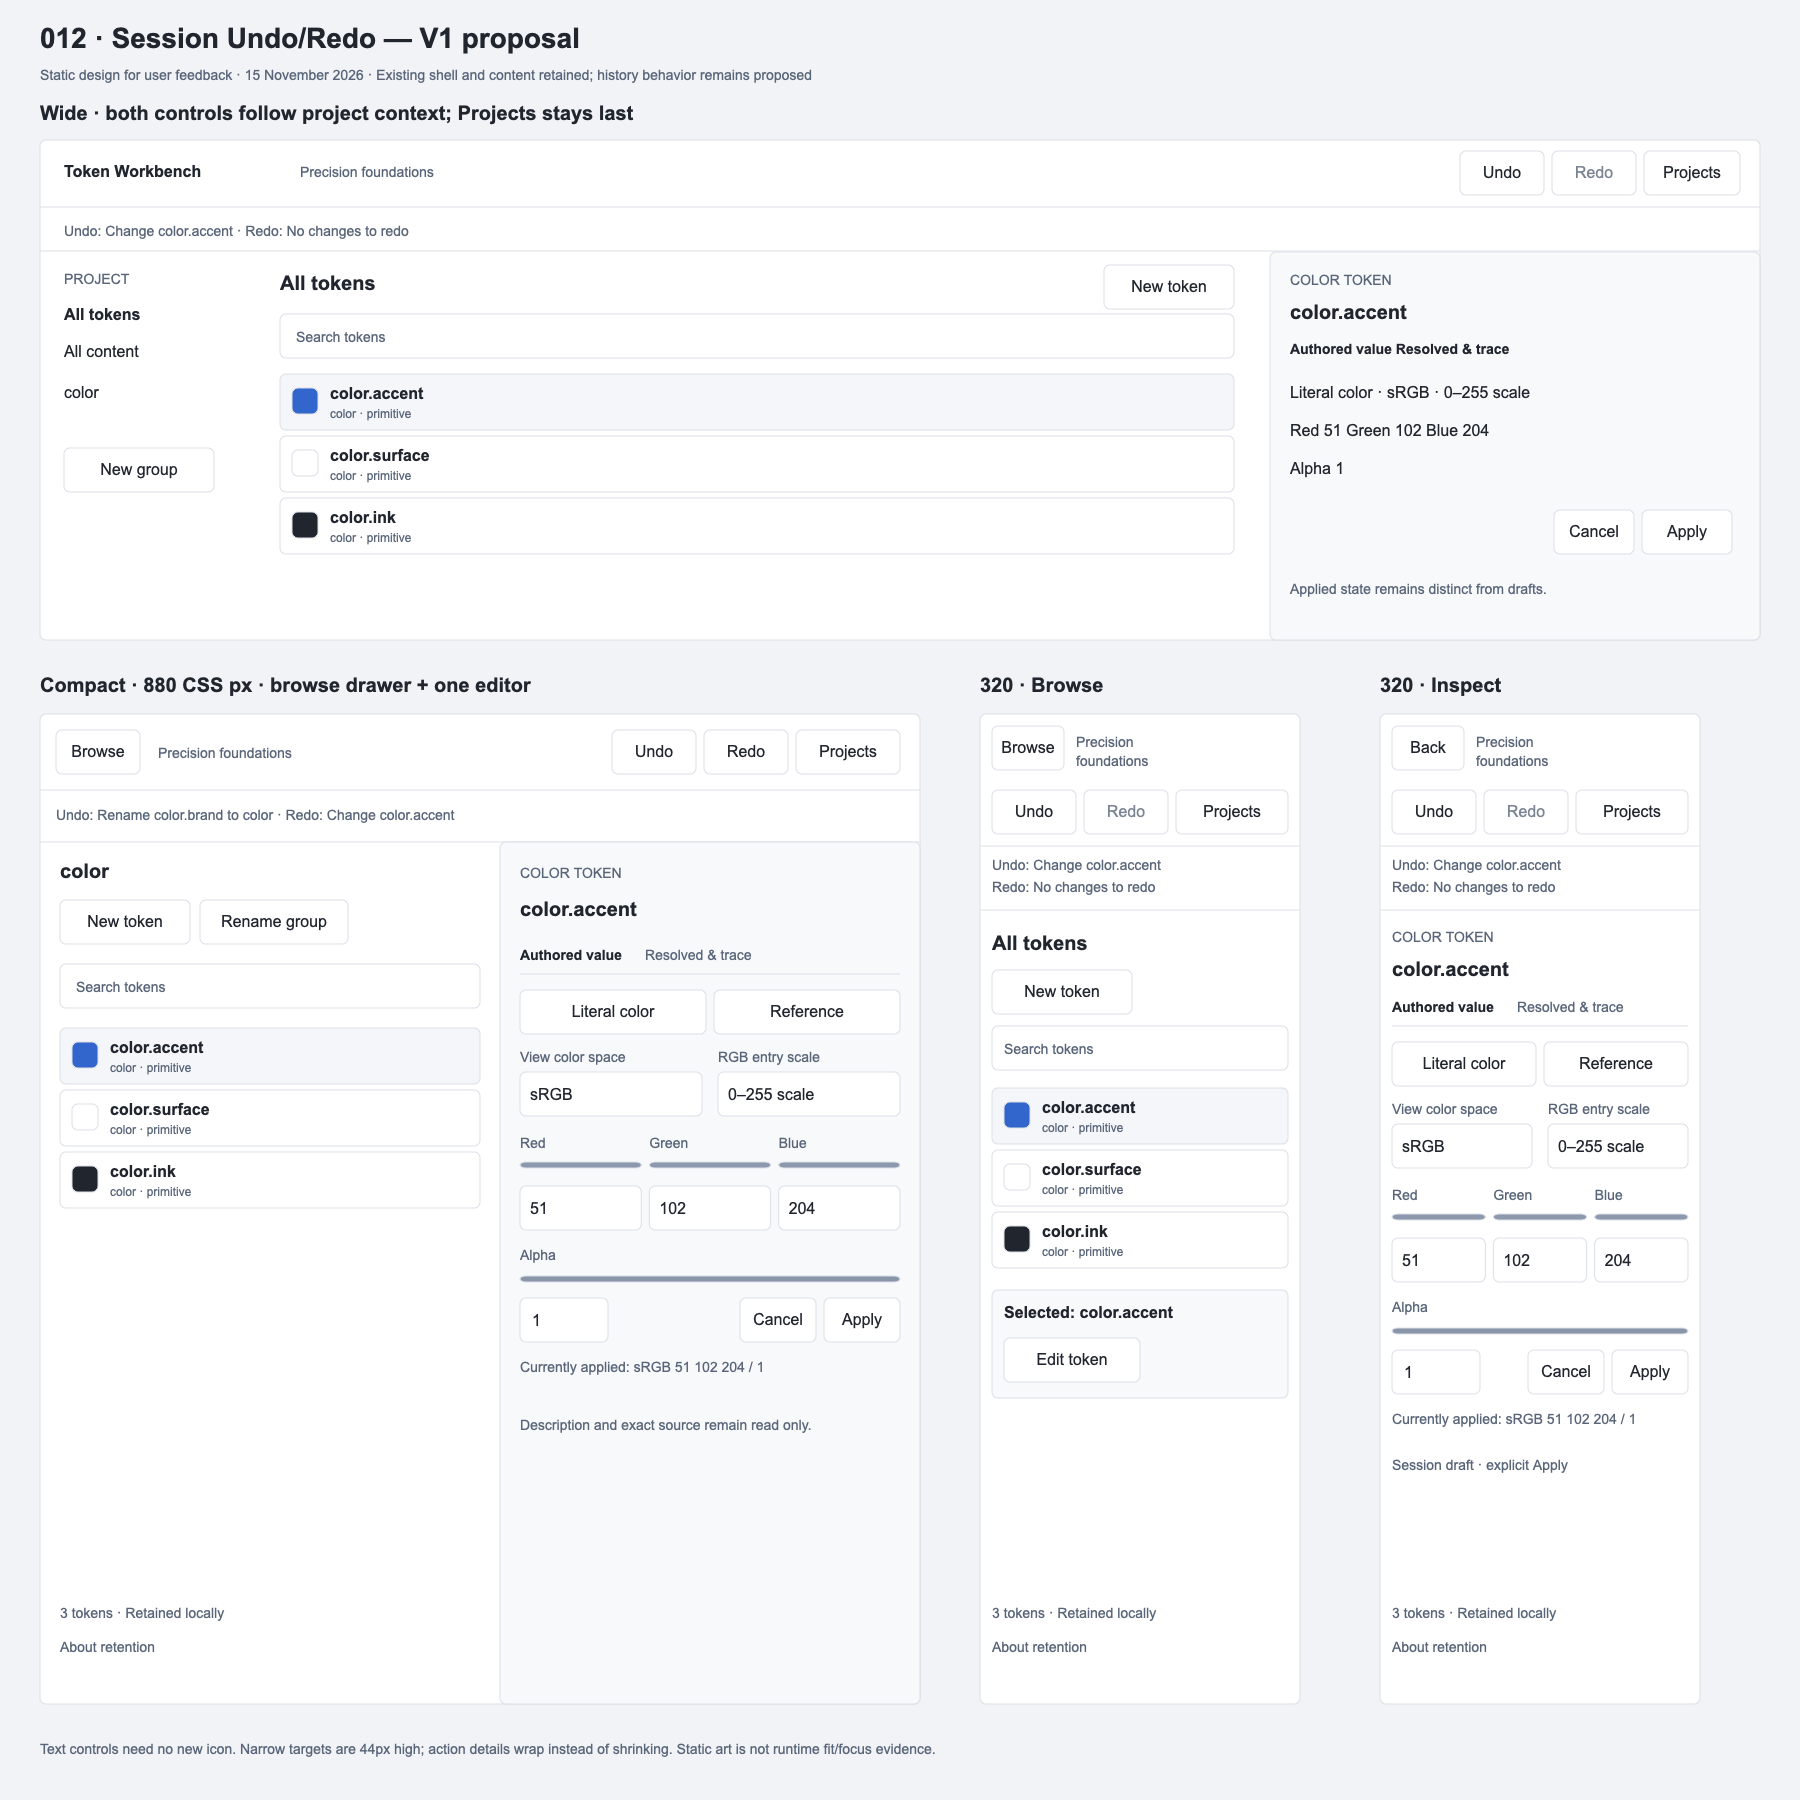 012 · Session Undo/Redo — V1 proposal
Static design for user feedback · 15 November 2026 · Existing shell and content retained; history behavior remains proposed
Wide · both controls follow project context; Projects stays last
Token Workbench
Precision foundations
Undo
Redo
Projects
Undo: Change color.accent · Redo: No changes to redo
PROJECT
All tokens
All content
color
New group
All tokens
New token
Search tokens
color.accent
color · primitive
color.surface
color · primitive
color.ink
color · primitive
COLOR TOKEN
color.accent
Authored value Resolved & trace
Literal color · sRGB · 0–255 scale
Red 51 Green 102 Blue 204
Alpha 1
Cancel
Apply
Applied state remains distinct from drafts.
Compact · 880 CSS px · browse drawer + one editor
Browse
Precision foundations
Undo
Redo
Projects
Undo: Rename color.brand to color · Redo: Change color.accent
color
New token
Rename group
Search tokens
color.accent
color · primitive
color.surface
color · primitive
color.ink
color · primitive
3 tokens · Retained locally
About retention
COLOR TOKEN
color.accent
Authored value
Resolved & trace
Literal color
Reference
View color space
RGB entry scale
sRGB
0–255 scale
Red
Green
Blue
51
102
204
Alpha
1
Cancel
Apply
Currently applied: sRGB 51 102 204 / 1
Description and exact source remain read only.
320 · Browse
Browse
Precision
foundations
Undo
Redo
Projects
Undo: Change color.accent
Redo: No changes to redo
All tokens
New token
Search tokens
color.accent
color · primitive
color.surface
color · primitive
color.ink
color · primitive
Selected: color.accent
Edit token
3 tokens · Retained locally
About retention
320 · Inspect
Back
Precision
foundations
Undo
Redo
Projects
Undo: Change color.accent
Redo: No changes to redo
COLOR TOKEN
color.accent
Authored value
Resolved & trace
Literal color
Reference
View color space
RGB entry scale
sRGB
0–255 scale
Red
Green
Blue
51
102
204
Alpha
1
Cancel
Apply
Currently applied: sRGB 51 102 204 / 1
Session draft · explicit Apply
3 tokens · Retained locally
About retention
Text controls need no new icon. Narrow targets are 44px high; action details wrap instead of shrinking. Static art is not runtime fit/focus evidence.